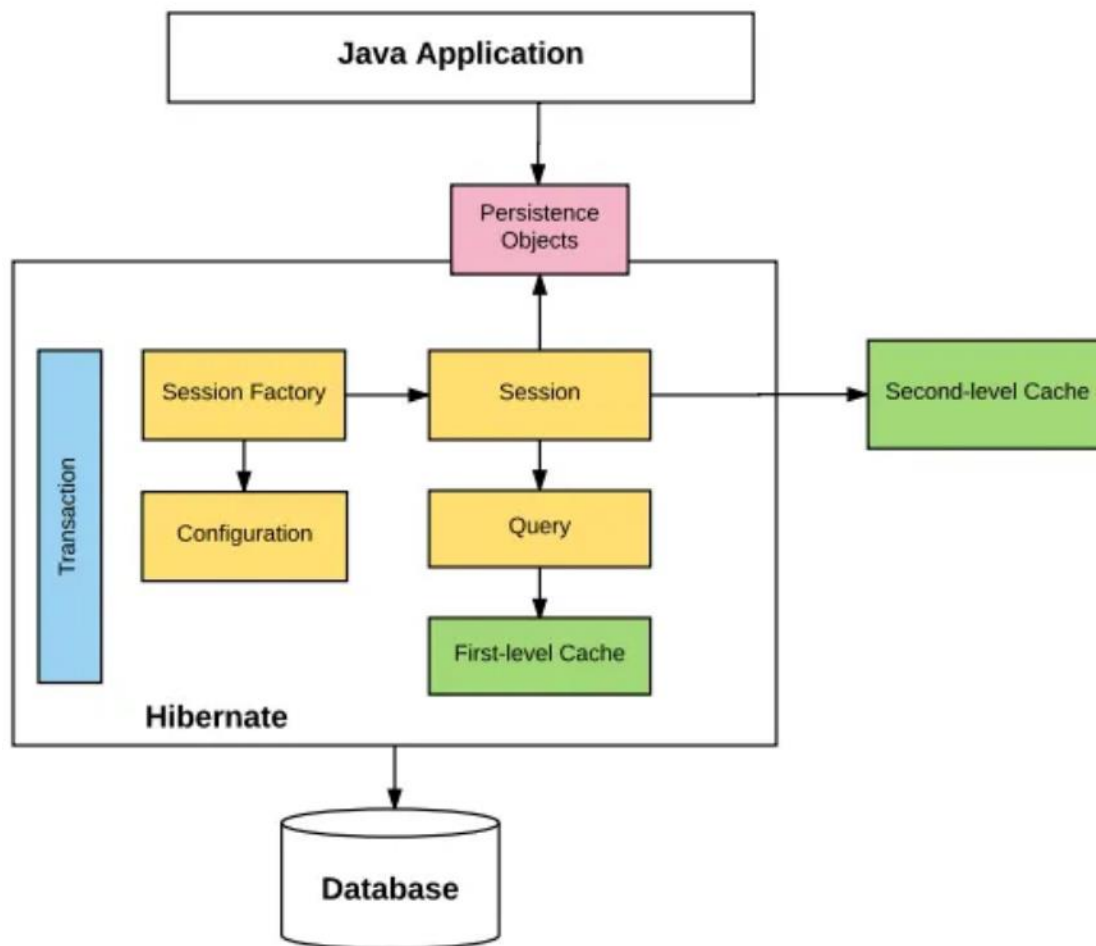 Java Application
Persistence
Objects
Session Factory
Session
Second-level Cache
Transaction
Configuration
Query
First-level Cache
Hibernate
Database